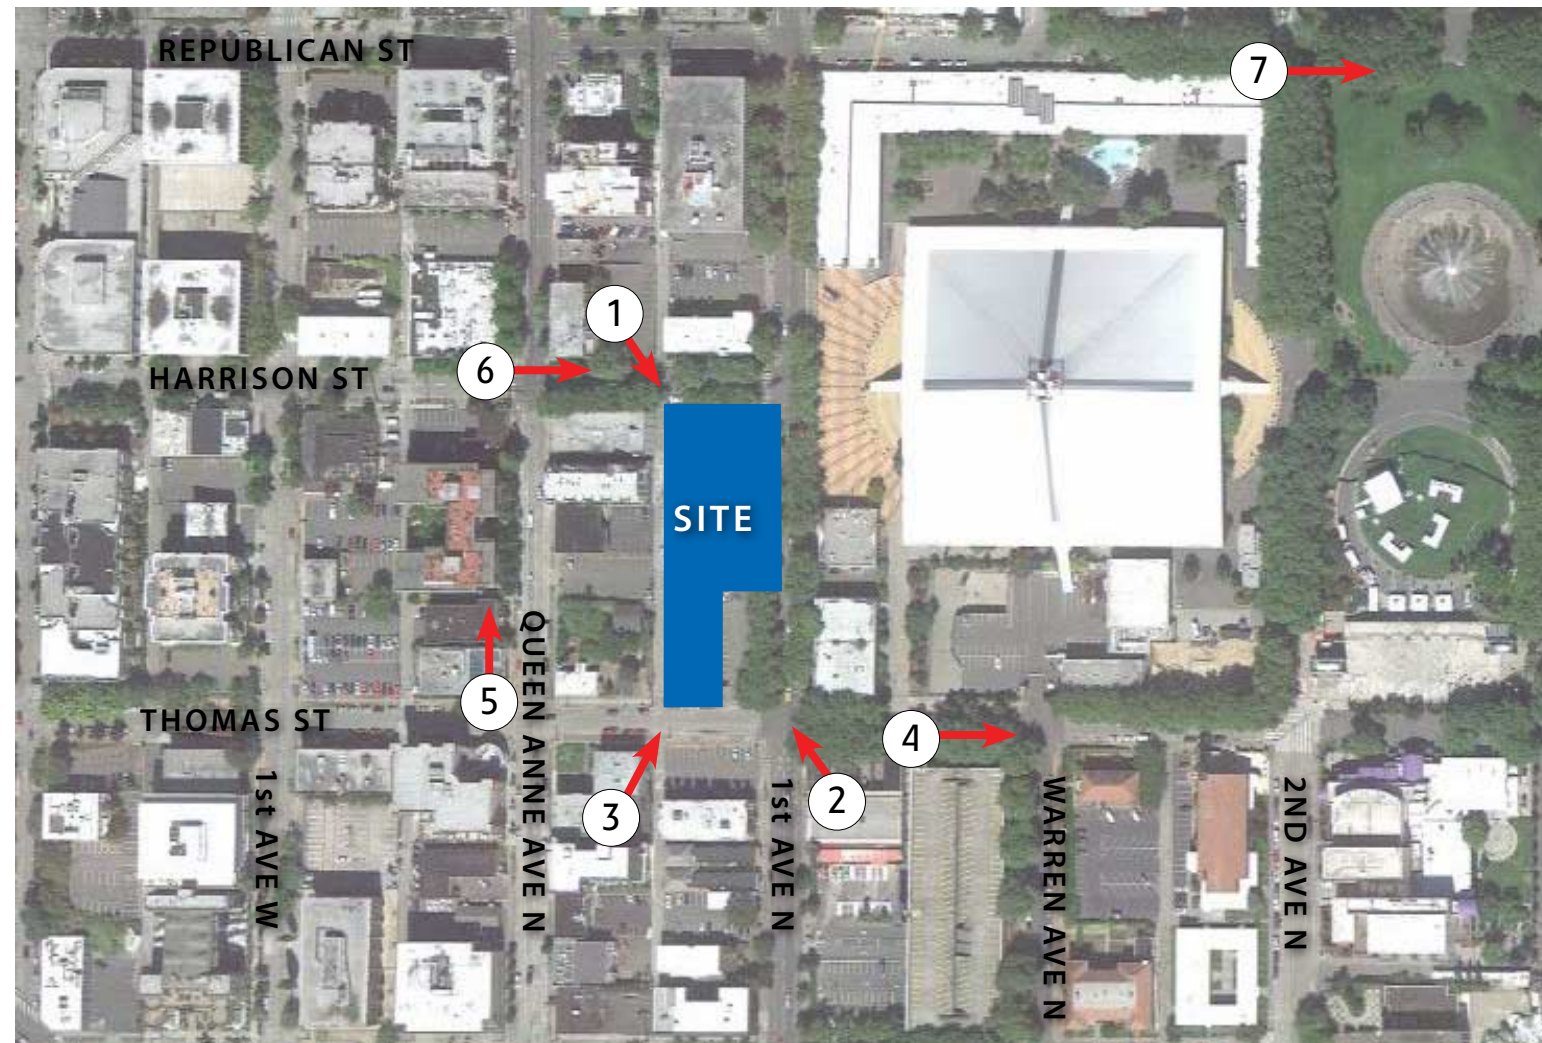 REPUBLICAN ST
7
1
6
HARRISON ST
SITE
5
QUEEN ANNE AVE N
THOMAS ST
4
3
2
1st AVE W
1st AVE N
WARREN AVE N
2ND AVE N